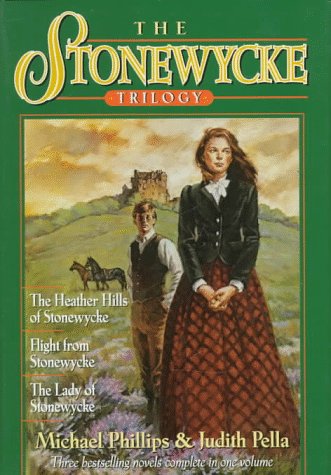 THE
STONEWYCKE
·TRILOGY·
The Heather Hills
of Stonewycke
Flight from
Stonewycke
The Lady of
Stonewycke
Michael Phillips & Judith Pella
Three bestselling novels complete in one volume